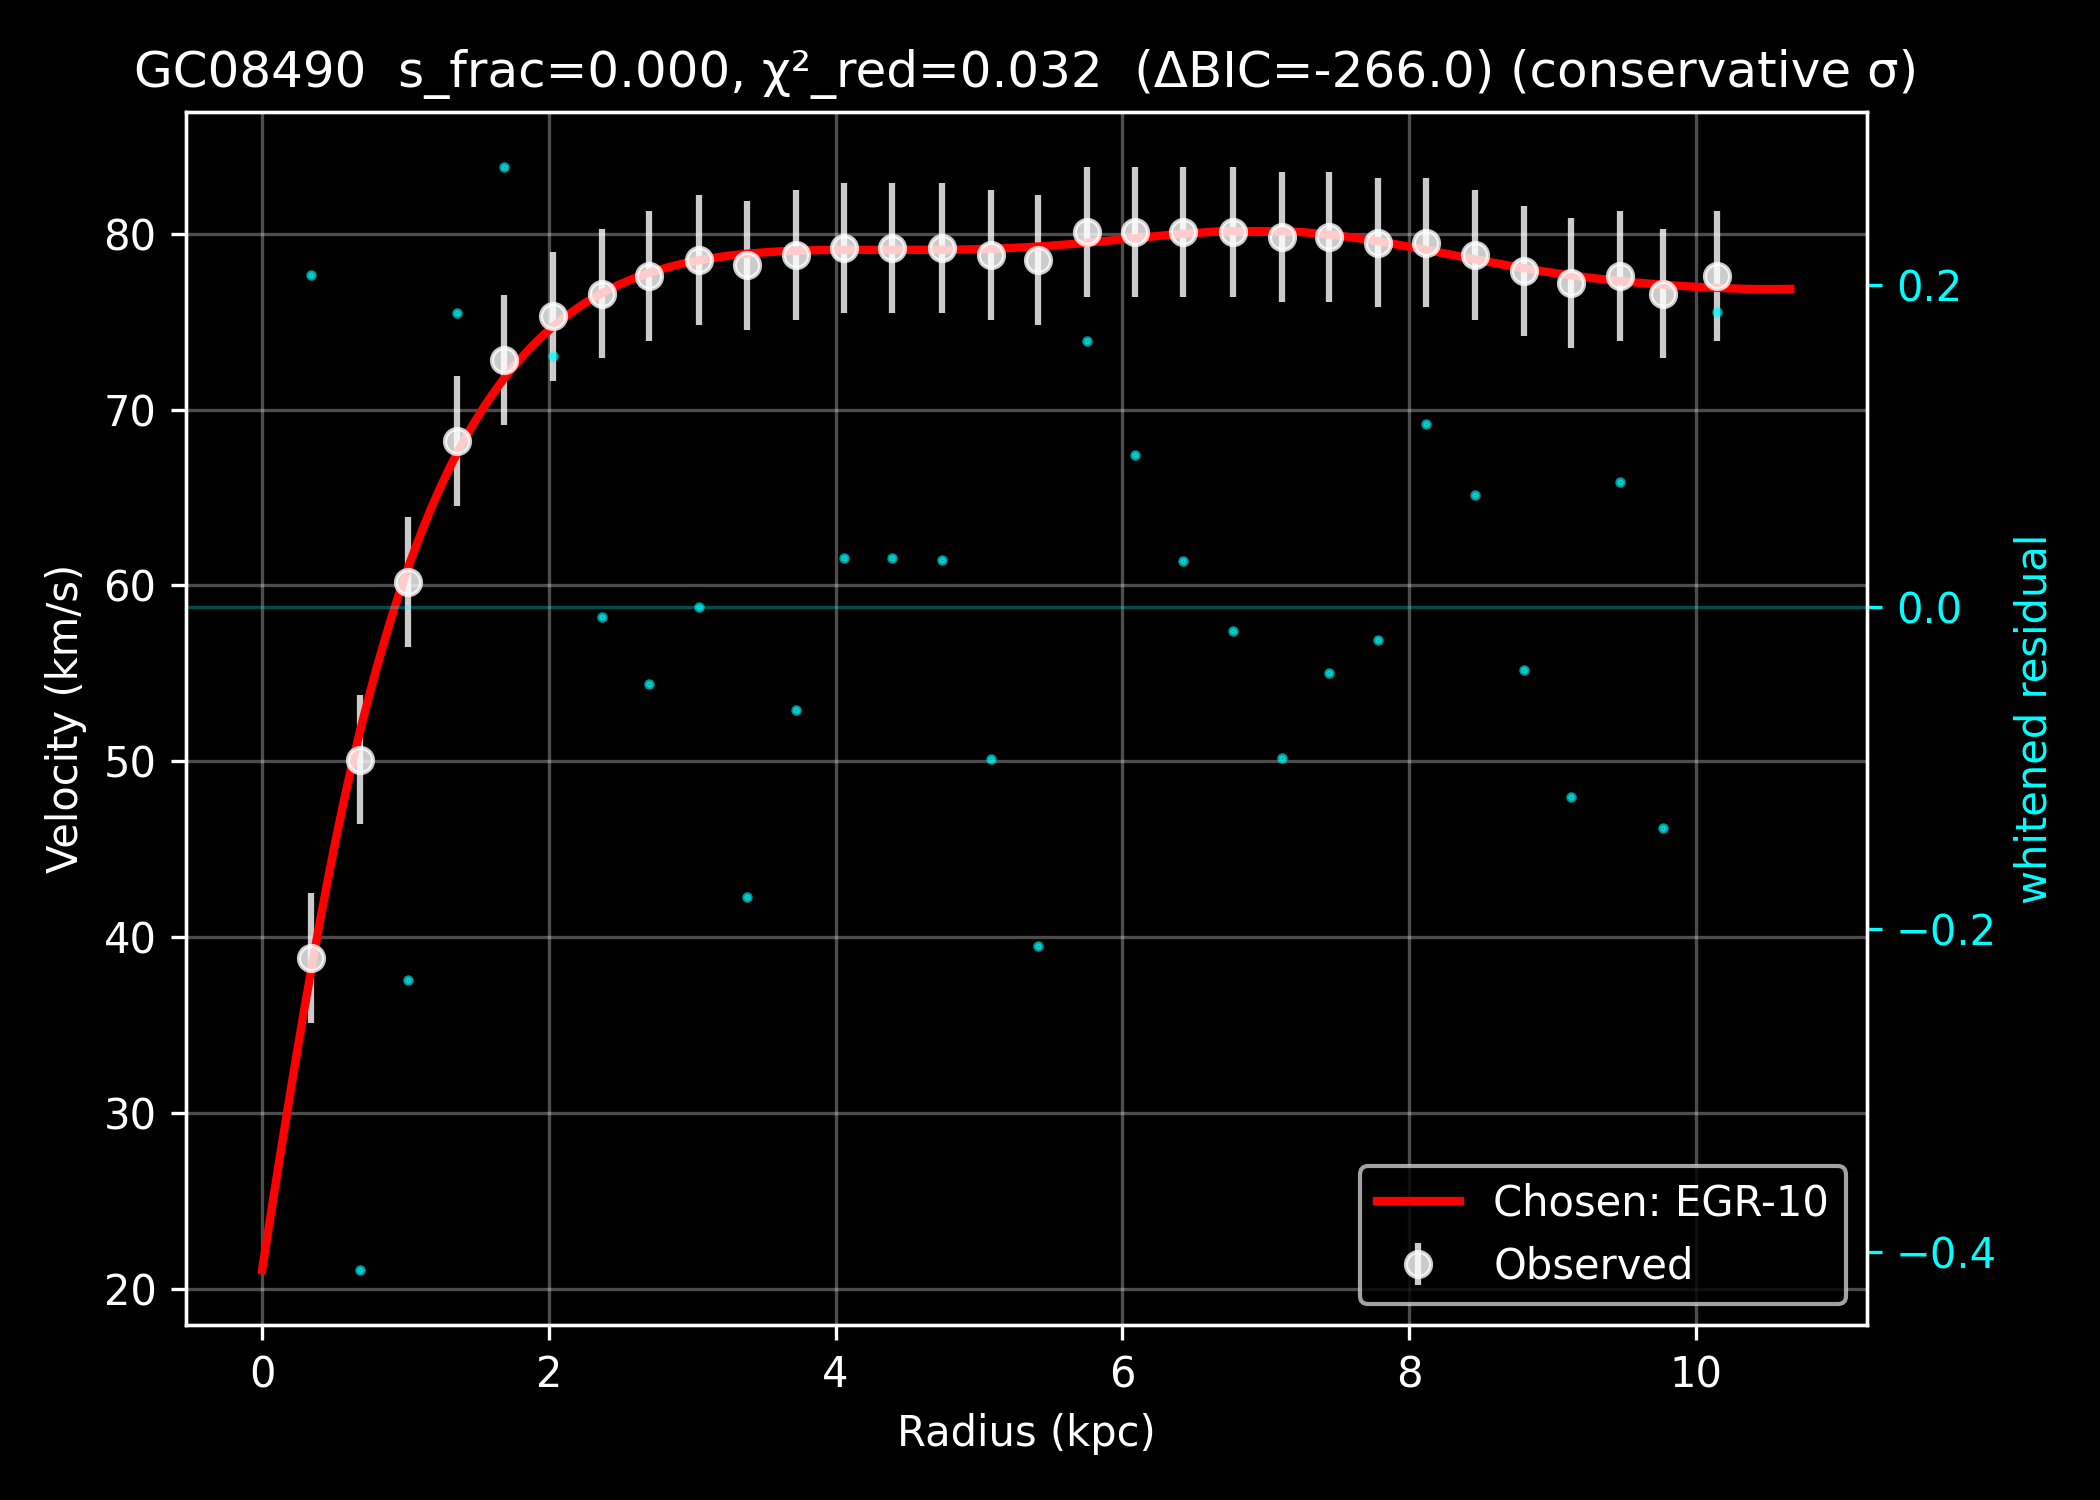 GC08490 s_frac=0.000, χ²_red=0.032 (ΔBIC=-266.0) (conservative σ)
Velocity (km/s)
80
70
60
50
40
30
20
0
2
4
6
8
10
Radius (kpc)
0.2
0.0
−0.2
−0.4
whitened residual
Chosen: EGR-10
Observed